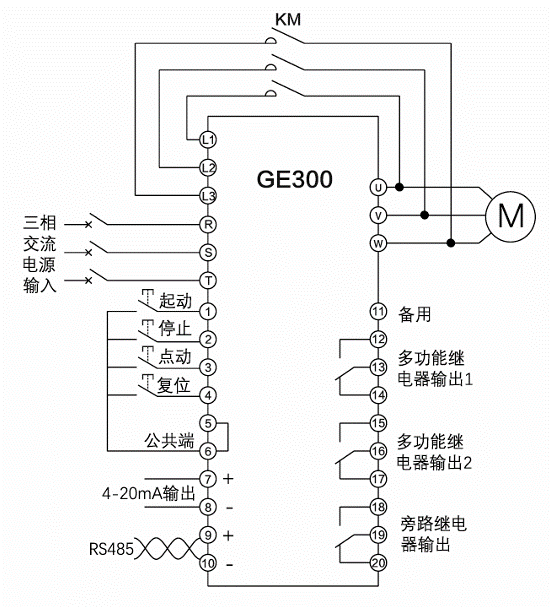 KM
L1
L2
L3
GE300
U
V
W
M
三相
交流
电源
输入
R
S
T
1 起动
2 停止
3 点动
4 复位
5
6 公共端
7 +
4-20mA输出
8 -
9 +
RS485
10 -
11 备用
12
13
14
多功能继
电器输出1
15
16
17
多功能继
电器输出2
18
19
20
旁路继电
器输出